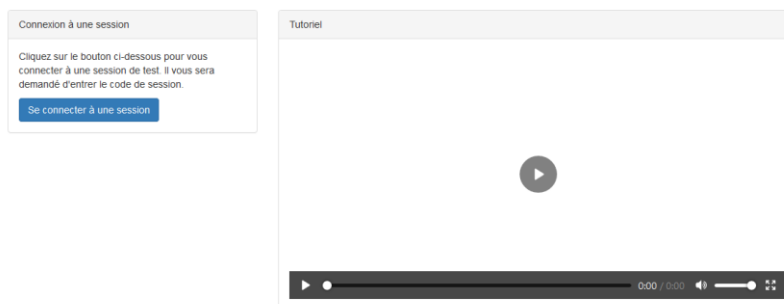 Connexion à une session
Cliquez sur le bouton ci-dessous pour vous
connecter à une session de test. Il vous sera
demandé d'entrer le code de session.
Se connecter à une session
Tutoriel
0:00 / 0:00